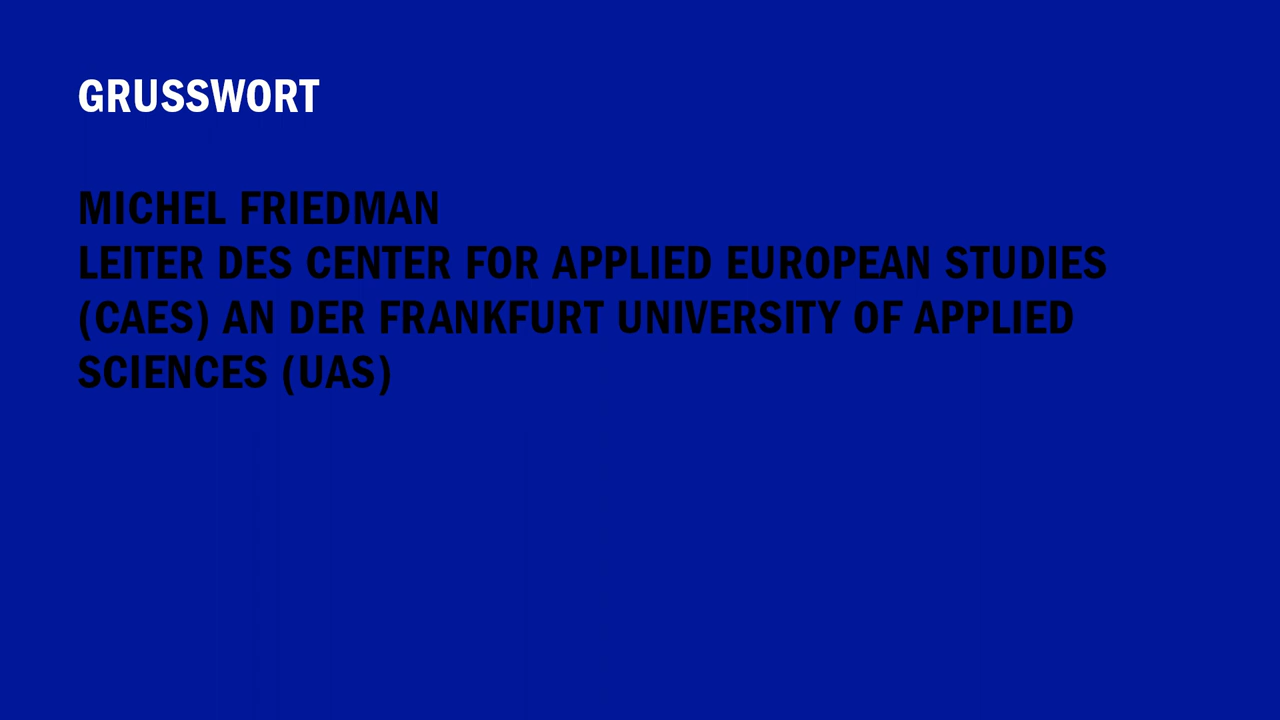 GRUSSWORT
MICHEL FRIEDMAN
LEITER DES CENTER FOR APPLIED EUROPEAN STUDIES
(CAES) AN DER FRANKFURT UNIVERSITY OF APPLIED
SCIENCES (UAS)